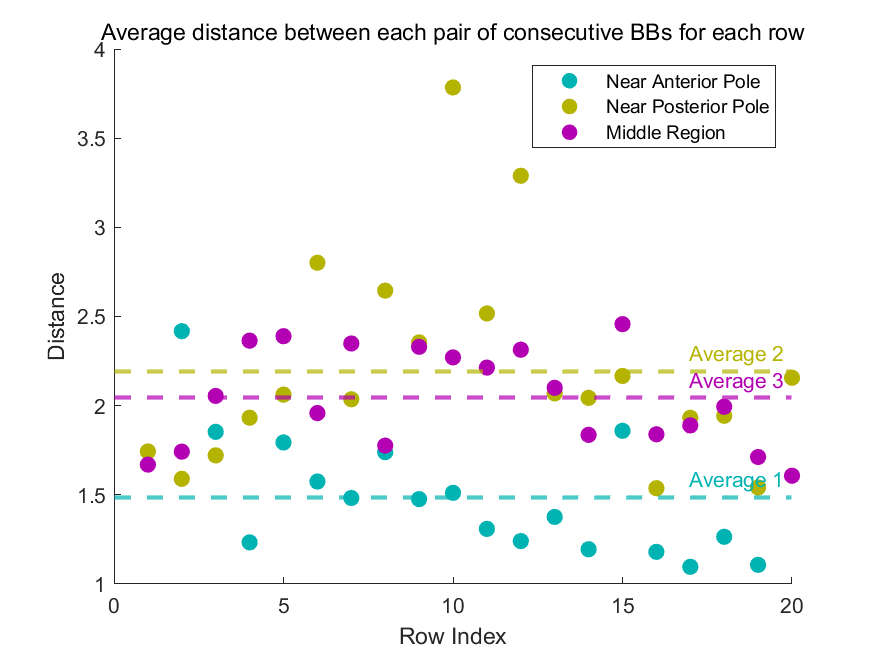 Average distance between each pair of consecutive BBs for each row
4
3.5
3
2.5
2
1.5
1
Distance
Near Anterior Pole
Near Posterior Pole
Middle Region
Average 2
Average 3
Average 1
0
5
10
15
20
Row Index